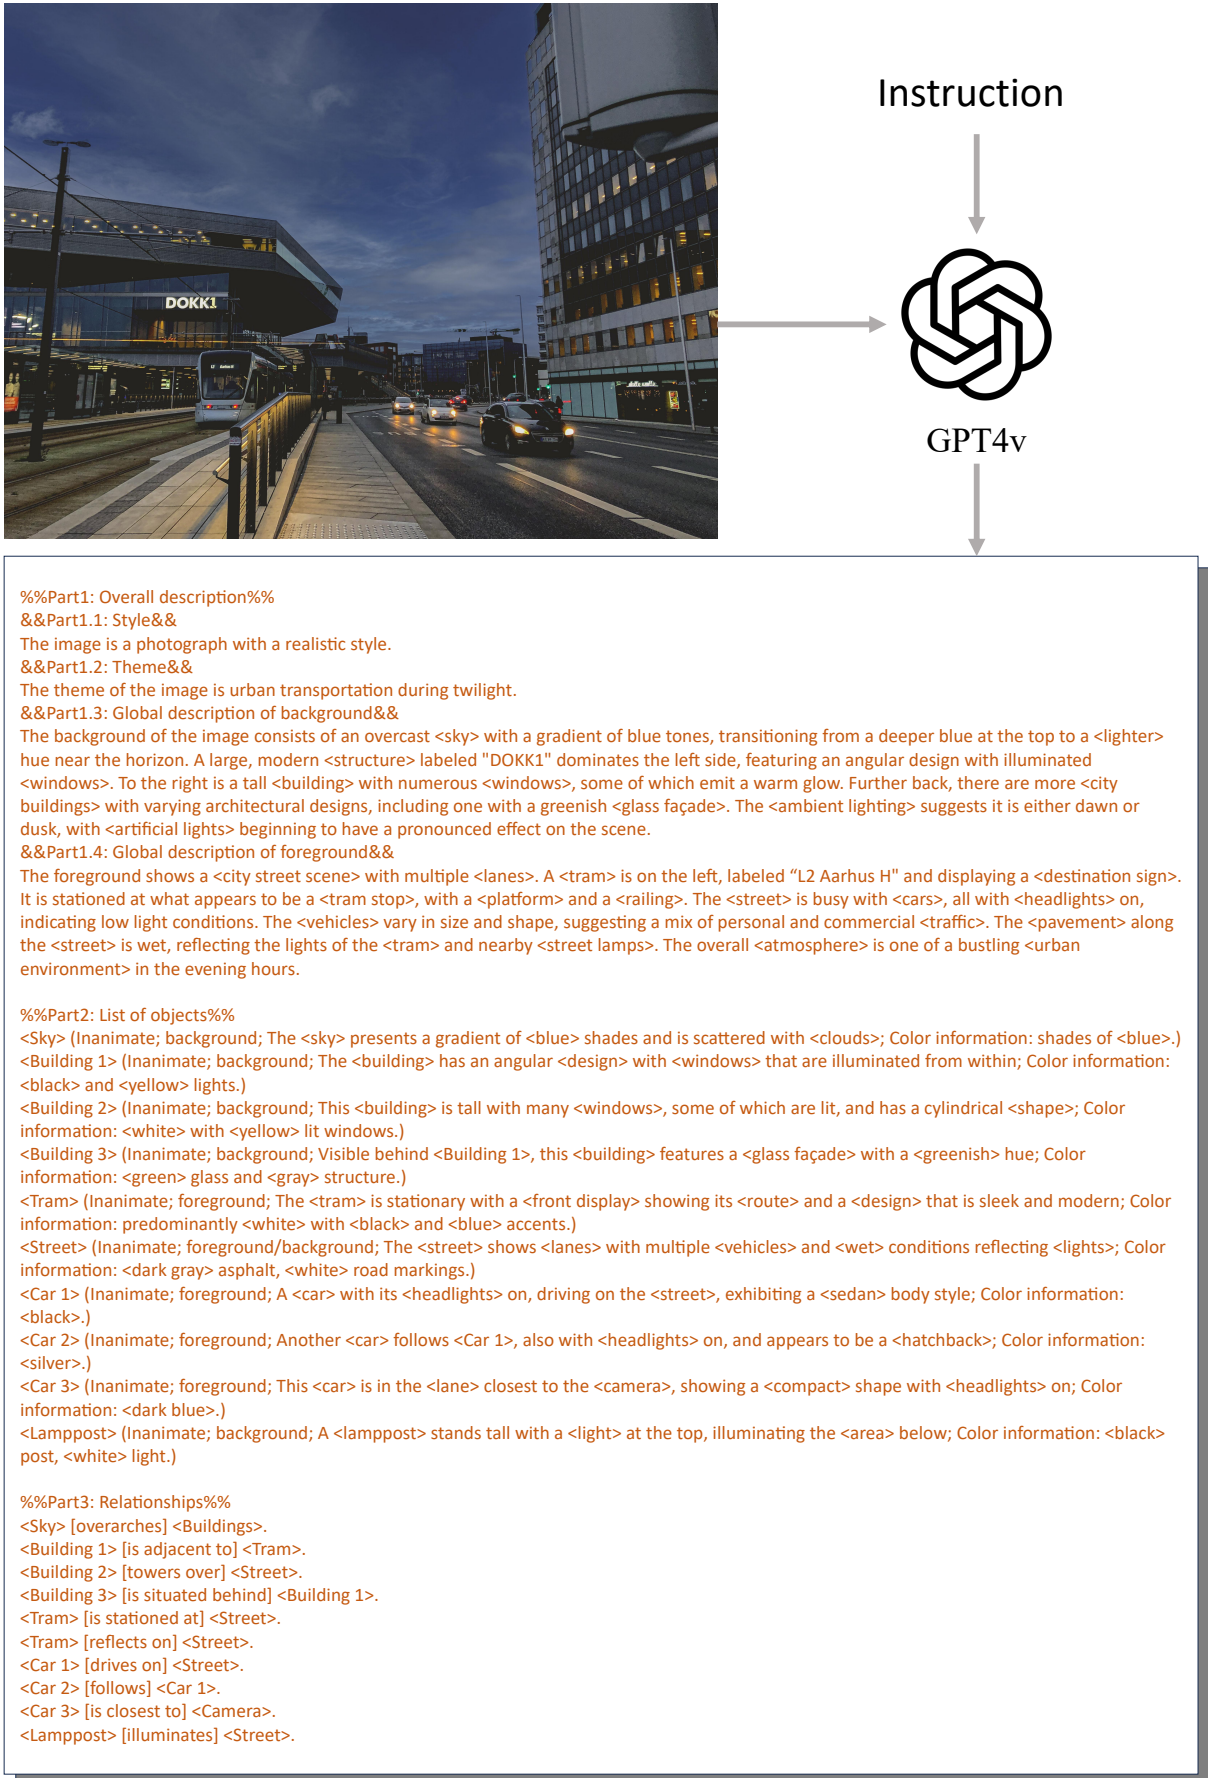 Instruction
DOKK1
GPT4v
%%Part1: Overall description%%
&&Part1.1: Style&&
The image is a photograph with a realistic style.
&&Part1.2: Theme&&
The theme of the image is urban transportation during twilight.
&&Part1.3: Global description of background&&
The background of the image consists of an overcast <sky> with a gradient of blue tones, transitioning from a deeper blue at the top to a <lighter>
hue near the horizon. A large, modern <structure> labeled "DOKK1" dominates the left side, featuring an angular design with illuminated
<windows>. To the right is a tall <building> with numerous <windows>, some of which emit a warm glow. Further back, there are more <city
buildings> with varying architectural designs, including one with a greenish <glass façade>. The <ambient lighting> suggests it is either dawn or
dusk, with <artificial lights> beginning to have a pronounced effect on the scene.
&&Part1.4: Global description of foreground&&
The foreground shows a <city street scene> with multiple <lanes>. A <tram> is on the left, labeled “L2 Aarhus H" and displaying a <destination sign>.
It is stationed at what appears to be a <tram stop>, with a <platform> and a <railing>. The <street> is busy with <cars>, all with <headlights> on,
indicating low light conditions. The <vehicles> vary in size and shape, suggesting a mix of personal and commercial <traffic>. The <pavement> along
the <street> is wet, reflecting the lights of the <tram> and nearby <street lamps>. The overall <atmosphere> is one of a bustling <urban
environment> in the evening hours.
%%Part2: List of objects%%
<Sky> (Inanimate; background; The <sky> presents a gradient of <blue> shades and is scattered with <clouds>; Color information: shades of <blue>.)
<Building 1> (Inanimate; background; The <building> has an angular <design> with <windows> that are illuminated from within; Color information:
<black> and <yellow> lights.)
<Building 2> (Inanimate; background; This <building> is tall with many <windows>, some of which are lit, and has a cylindrical <shape>; Color
information: <white> with <yellow> lit windows.)
<Building 3> (Inanimate; background; Visible behind <Building 1>, this <building> features a <glass façade> with a <greenish> hue; Color
information: <green> glass and <gray> structure.)
<Tram> (Inanimate; foreground; The <tram> is stationary with a <front display> showing its <route> and a <design> that is sleek and modern; Color
information: predominantly <white> with <black> and <blue> accents.)
<Street> (Inanimate; foreground/background; The <street> shows <lanes> with multiple <vehicles> and <wet> conditions reflecting <lights>; Color
information: <dark gray> asphalt, <white> road markings.)
<Car 1> (Inanimate; foreground; A <car> with its <headlights> on, driving on the <street>, exhibiting a <sedan> body style; Color information:
<black>.)
<Car 2> (Inanimate; foreground; Another <car> follows <Car 1>, also with <headlights> on, and appears to be a <hatchback>; Color information:
<silver>.)
<Car 3> (Inanimate; foreground; This <car> is in the <lane> closest to the <camera>, showing a <compact> shape with <headlights> on; Color
information: <dark blue>.)
<Lamppost> (Inanimate; background; A <lamppost> stands tall with a <light> at the top, illuminating the <area> below; Color information: <black>
post, <white> light.)
%%Part3: Relationships%%
<Sky> [overarches] <Buildings>.
<Building 1> [is adjacent to] <Tram>.
<Building 2> [towers over] <Street>.
<Building 3> [is situated behind] <Building 1>.
<Tram> [is stationed at] <Street>.
<Tram> [reflects on] <Street>.
<Car 1> [drives on] <Street>.
<Car 2> [follows] <Car 1>.
<Car 3> [is closest to] <Camera>.
<Lamppost> [illuminates] <Street>.